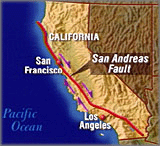 CALIFORNIA
San
Francisco
San Andreas
Fault
Pacific
Ocean
Los
Angeles